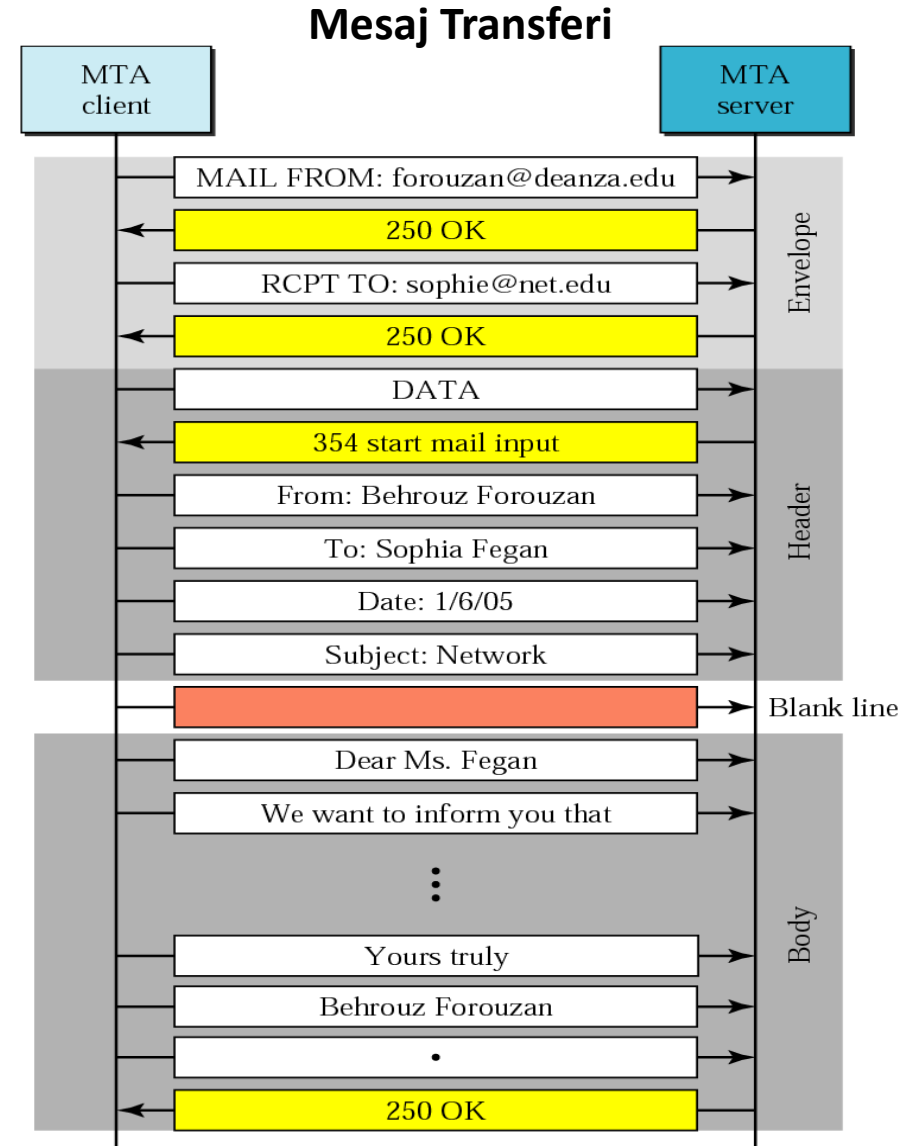 Mesaj Transferi
MTA
client
MTA
server
MAIL FROM: forouzan@deanza.edu
250 OK
RCPT TO: sophie@net.edu
250 OK
Envelope
DATA
354 start mail input
From: Behrouz Forouzan
To: Sophia Fegan
Date: 1/6/05
Subject: Network
Header
Blank line
Dear Ms. Fegan
We want to inform you that
⋮
Yours truly
Behrouz Forouzan
.
250 OK
Body